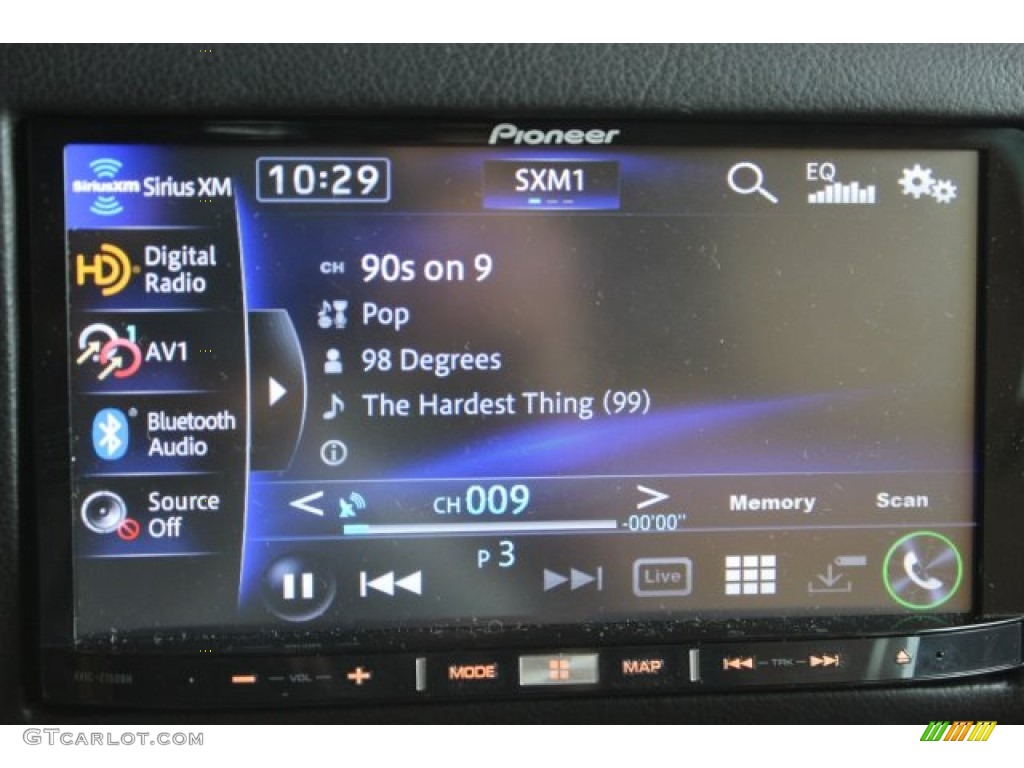 Pioneer
SiriusXM Sirius XM
10:29
SXM1
EQ
HD Digital Radio
CH 90s on 9
Pop
1 AV1
98 Degrees
The Hardest Thing (99)
Bluetooth Audio
Source Off
CH 009
-00'00"
Memory
Scan
P 3
Live
VOL
MODE
MAP
TRK
GTCARLOT.COM